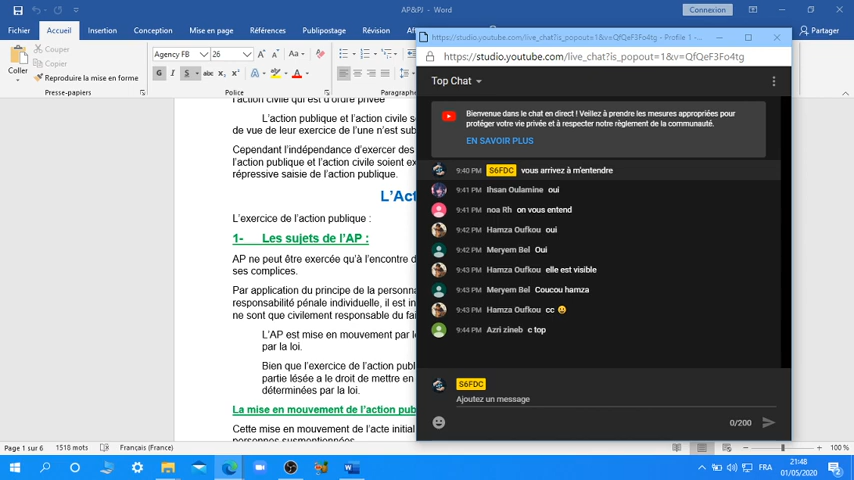 AP&PJ - Word
Connexion
Fichier Accueil Insertion Mise en page Références Publipostage Révision
Partager
Coller
Couper
Copier
Reproduire la mise en forme
Presse-papiers
Agency FB 26
G I S abc x₂ x²
Police
Paragraphe
l'action civile qui est d'ordre privée
L'action publique et l'action civile
de vue de leur exercice de l'une n'est
Cependant l'indépendance d'exercer des
l'action publique et l'action civile soient
répressive saisie de l'action publique.
L'exercice de l'action publique :
1- Les sujets de l'AP :
AP ne peut être exercée qu'à l'encontre
ses complices.
Par application du principe de la
responsabilité pénale individuelle, il est
ne sont que civilement responsable du
L'AP est mise en mouvement par
par la loi.
Bien que l'exercice de l'action
partie lésée a le droit de mettre en
déterminées par la loi.
La mise en mouvement de l'action
Cette mise en mouvement de l'acte initial
personnes susmentionnées
https://studio.youtube.com/live_chat?is_popout=1&v=QfQeF3Fo4tg - Profile 1 -
https://studio.youtube.com/live_chat?is_popout=1&v=QfQeF3Fo4tg
Top Chat
Bienvenue dans le chat en direct ! Veillez à prendre les mesures appropriées pour
protéger votre vie privée et à respecter notre règlement de la communauté.
EN SAVOIR PLUS
9:40 PM S6FDC vous arrivez à m'entendre
9:41 PM Ihsan Oulamine oui
9:41 PM noa Rh on vous entend
9:42 PM Hamza Oufkou oui
9:42 PM Meryem Bel Oui
9:43 PM Hamza Oufkou elle est visible
9:43 PM Meryem Bel Coucou hamza
9:43 PM Hamza Oufkou cc 😀
9:44 PM Azri zineb c top
S6FDC
Ajoutez un message
0/200
Page 1 sur 6 1518 mots Français (France)
100 %
FRA
21:48
01/05/2020
2